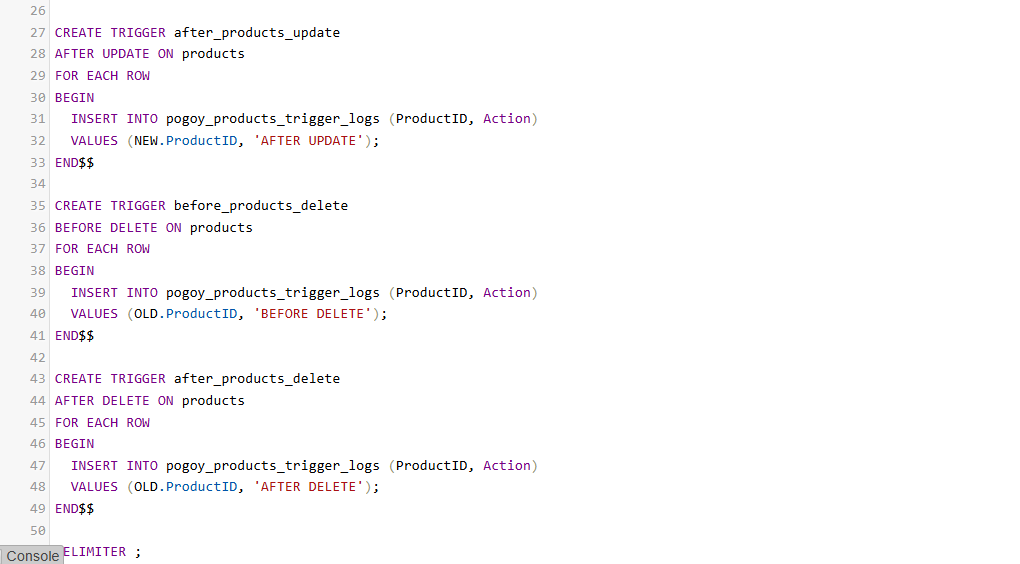 26
27 CREATE TRIGGER after_products_update
28 AFTER UPDATE ON products
29 FOR EACH ROW
30 BEGIN
31   INSERT INTO pogoy_products_trigger_logs (ProductID, Action)
32   VALUES (NEW.ProductID, 'AFTER UPDATE');
33 END$$
34
35 CREATE TRIGGER before_products_delete
36 BEFORE DELETE ON products
37 FOR EACH ROW
38 BEGIN
39   INSERT INTO pogoy_products_trigger_logs (ProductID, Action)
40   VALUES (OLD.ProductID, 'BEFORE DELETE');
41 END$$
42
43 CREATE TRIGGER after_products_delete
44 AFTER DELETE ON products
45 FOR EACH ROW
46 BEGIN
47   INSERT INTO pogoy_products_trigger_logs (ProductID, Action)
48   VALUES (OLD.ProductID, 'AFTER DELETE');
49 END$$
50
Console ELIMITER ;